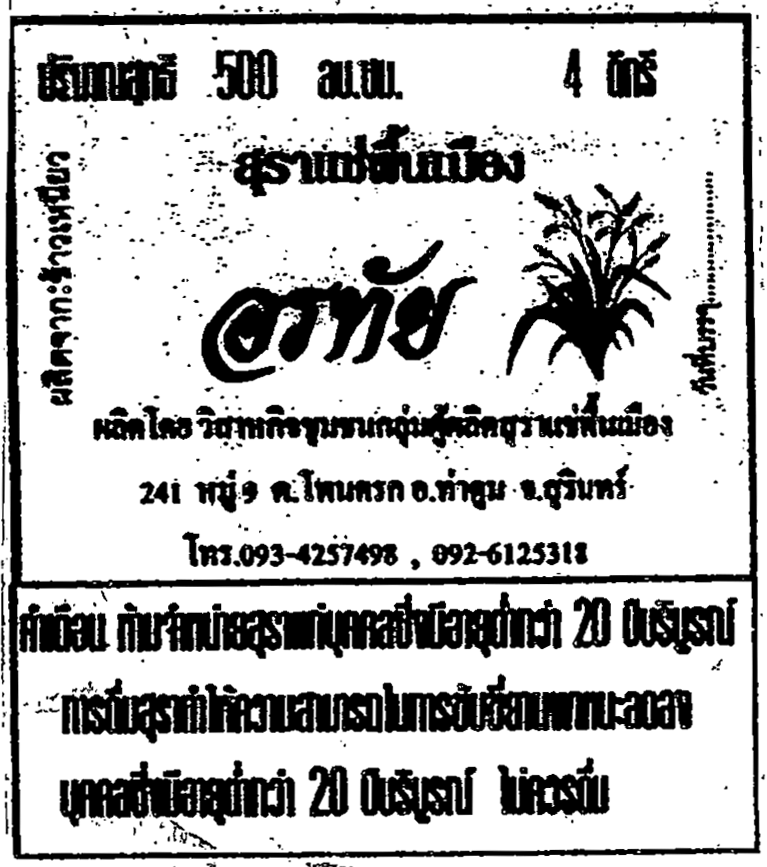 ปริมาณสุทธิ 500 ลบ.ซม. 4 ดีกรี
สุราแช่พื้นเมือง
ผลิตจาก:ข้าวเหนียว
อรทัย
วันที่บรรจุ....................
ผลิตโดย วิสาหกิจชุมชนกลุ่มผู้ผลิตสุราแช่พื้นเมือง
241 หมู่ 9 ต.โพนครก อ.ท่าตูม จ.สุรินทร์
โทร.093-4257498 , 092-6125318
คำเตือน ห้ามจำหน่ายสุราแก่บุคคลซึ่งมีอายุต่ำกว่า 20 ปีบริบูรณ์
การดื่มสุราทำให้ความสามารถในการขับขี่ยานพาหนะลดลง
บุคคลซึ่งมีอายุต่ำกว่า 20 ปีบริบูรณ์ ไม่ควรดื่ม